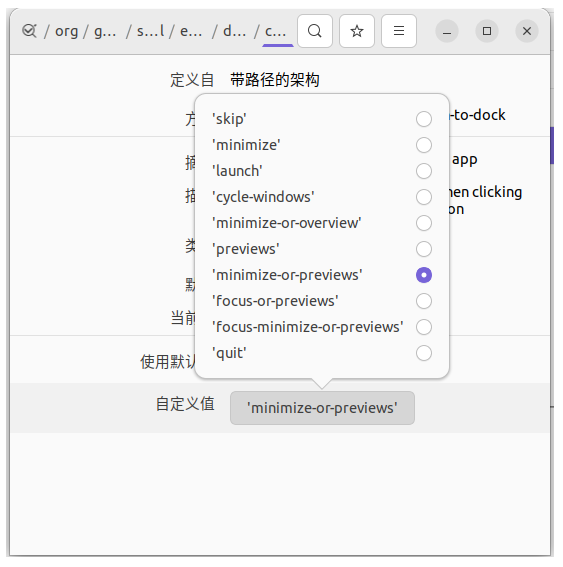 / org / g... / s...l / e... / d... / c...
定义自 带路径的架构
方
-to-dock
摘
app
描
hen clicking
on
类
默
当前
使用默认
'skip'
'minimize'
'launch'
'cycle-windows'
'minimize-or-overview'
'previews'
'minimize-or-previews'
'focus-or-previews'
'focus-minimize-or-previews'
'quit'
自定义值 'minimize-or-previews'